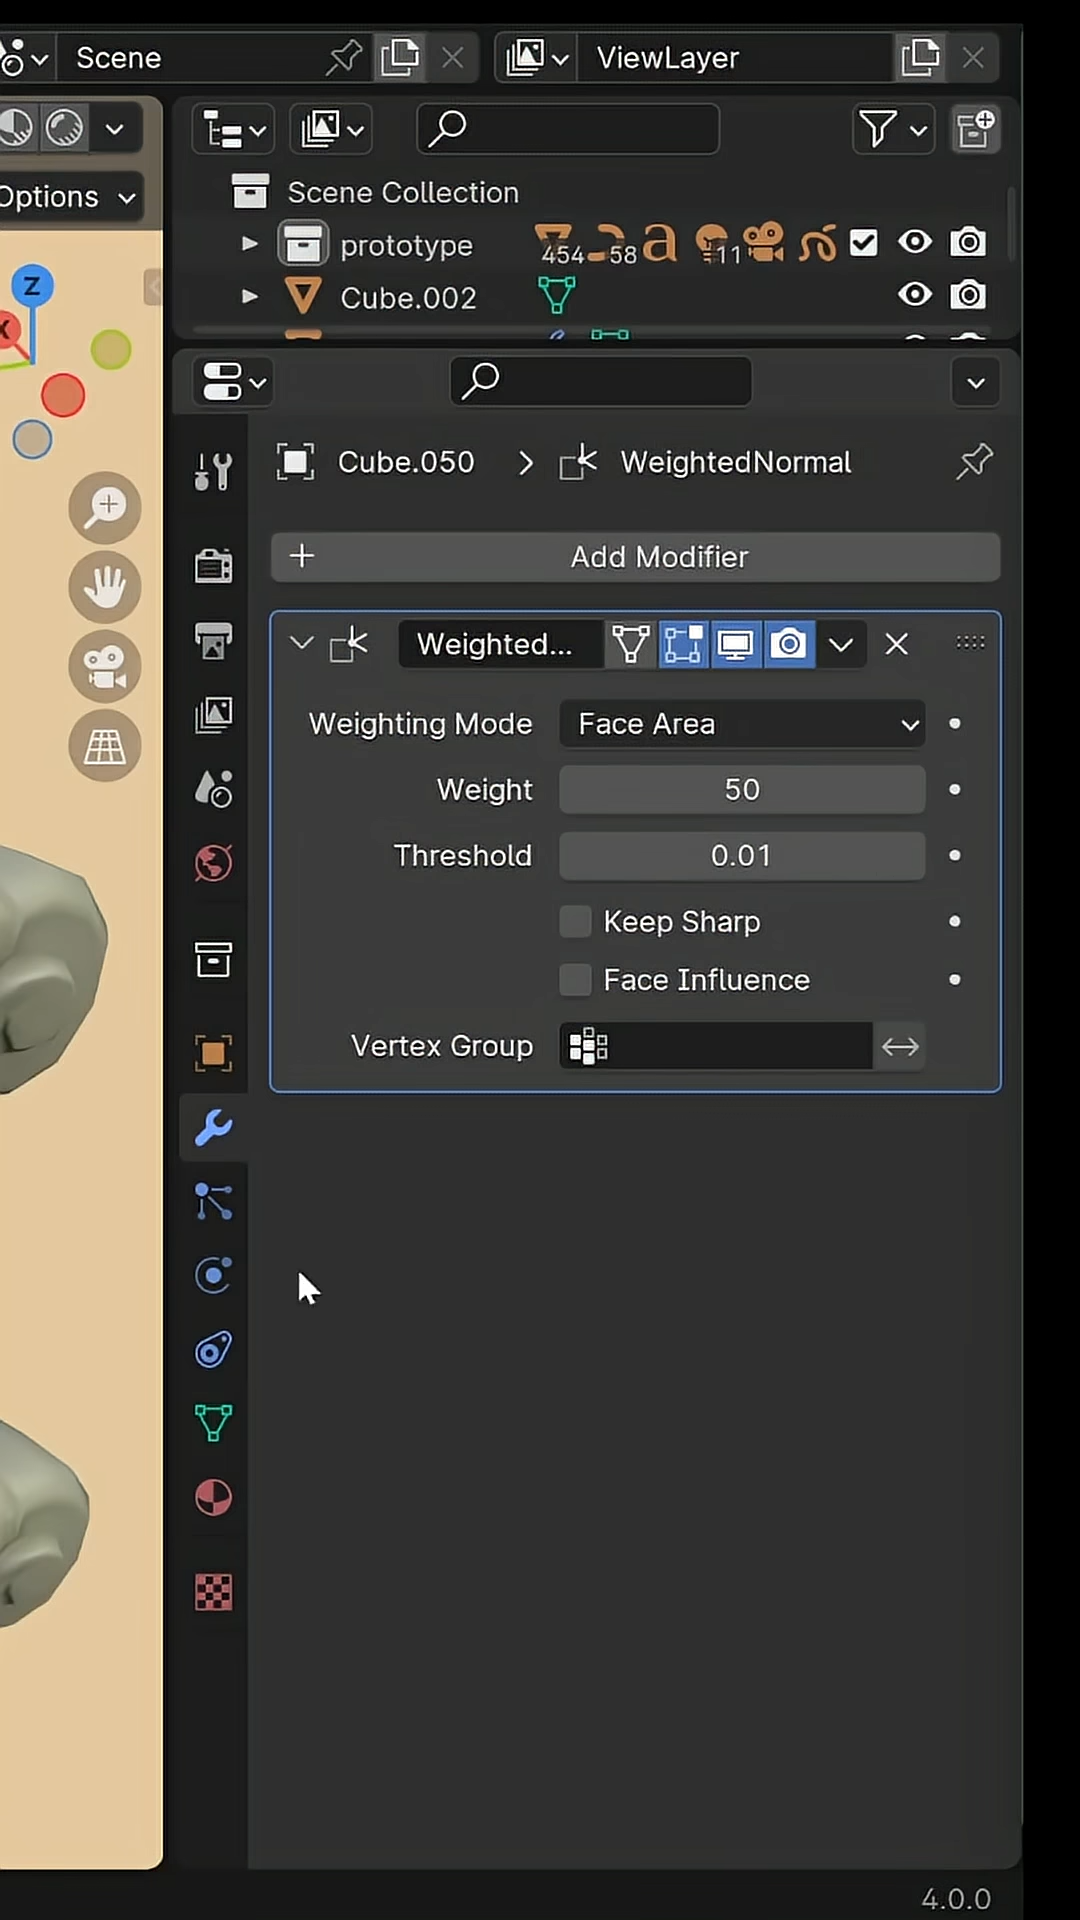 Scene
ViewLayer
Options
Scene Collection
prototype 454 58 a 11
Cube.002
Z
X
Cube.050 > WeightedNormal
+ Add Modifier
Weighted...
Weighting Mode Face Area
Weight 50
Threshold 0.01
Keep Sharp
Face Influence
Vertex Group
4.0.0